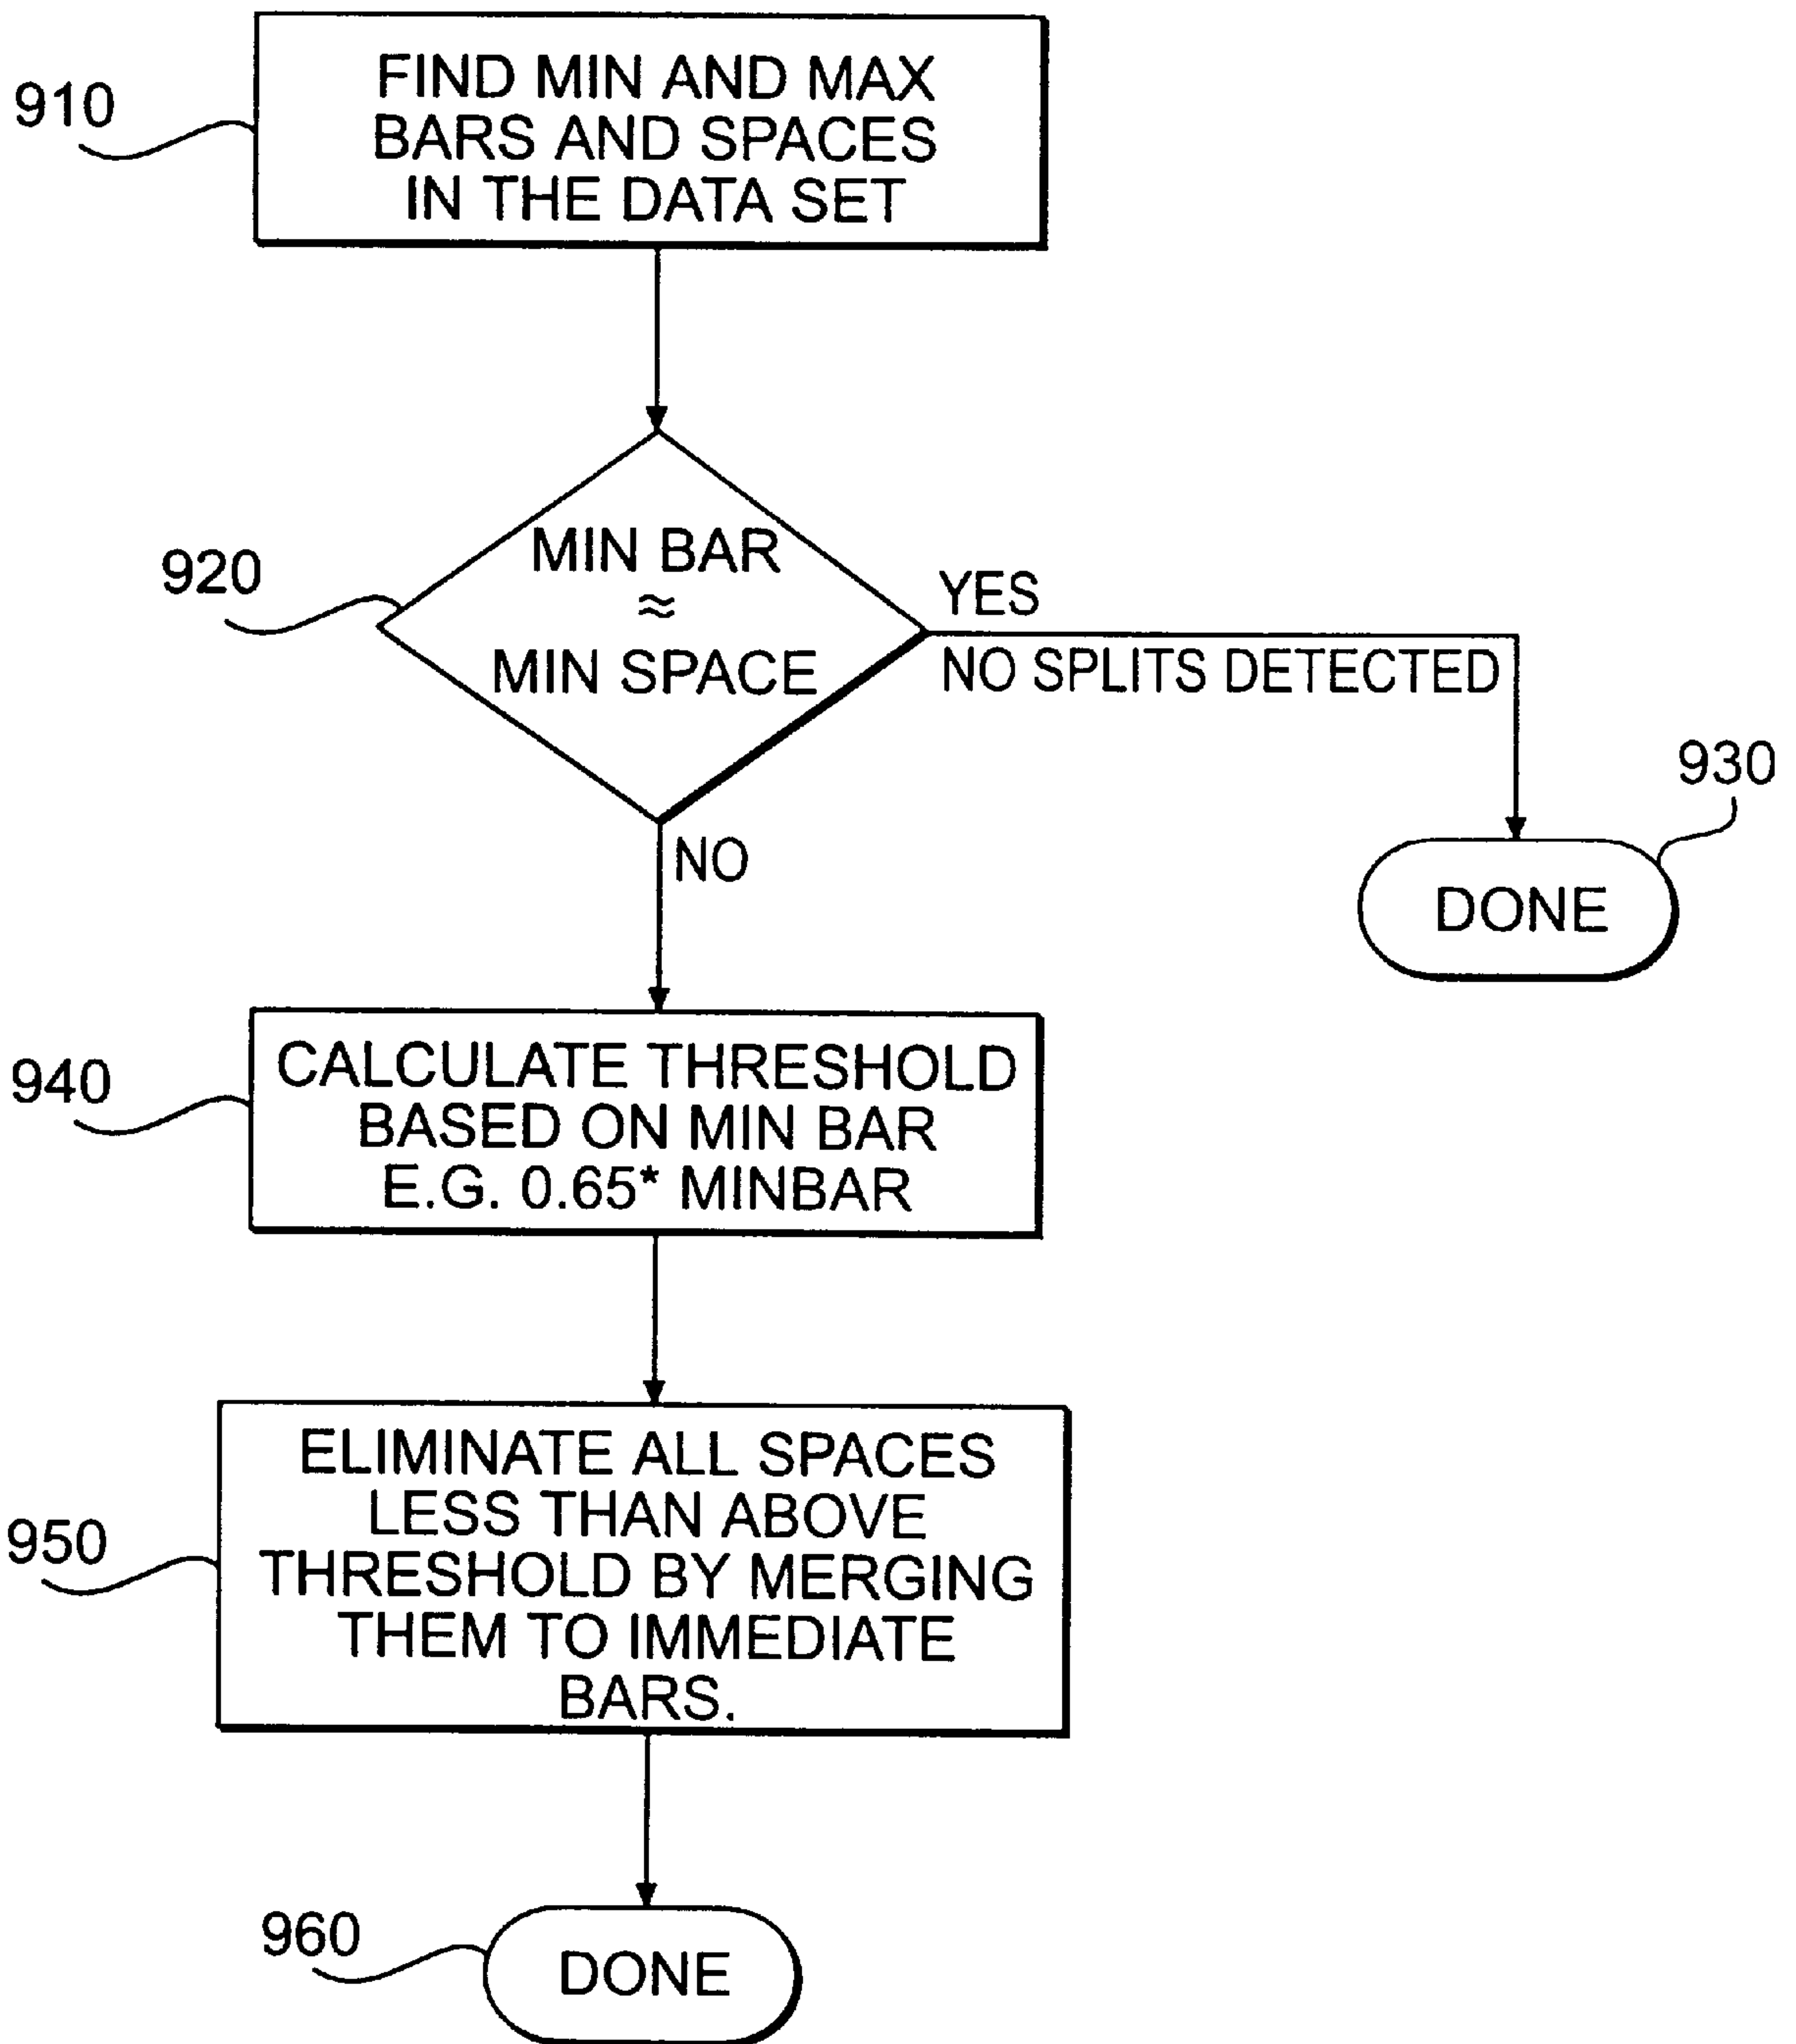 910
FIND MIN AND MAX
BARS AND SPACES
IN THE DATA SET
920
MIN BAR
≈
MIN SPACE
YES
NO SPLITS DETECTED
930
DONE
NO
940
CALCULATE THRESHOLD
BASED ON MIN BAR
E.G. 0.65* MINBAR
950
ELIMINATE ALL SPACES
LESS THAN ABOVE
THRESHOLD BY MERGING
THEM TO IMMEDIATE
BARS.
960
DONE